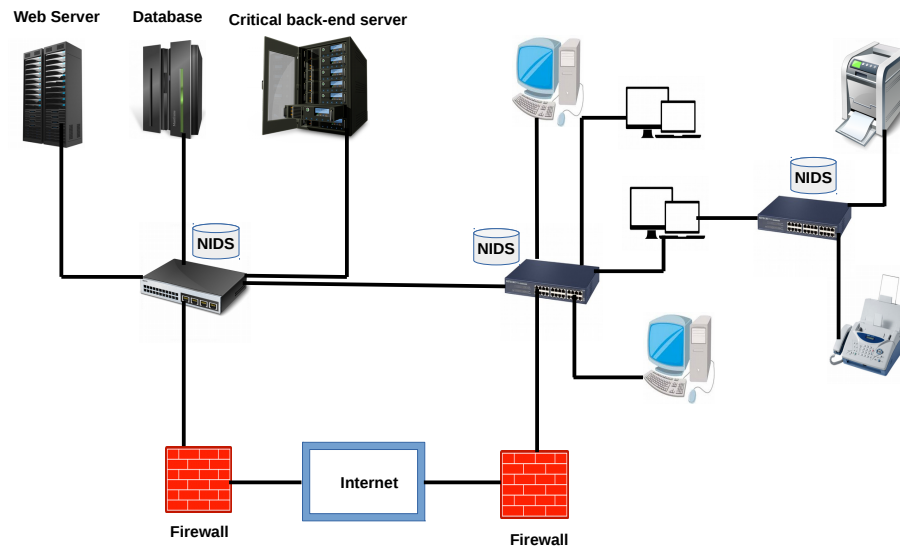 Web Server
Database
Critical back-end server
NIDS
NIDS
NIDS
Internet
Firewall
Firewall